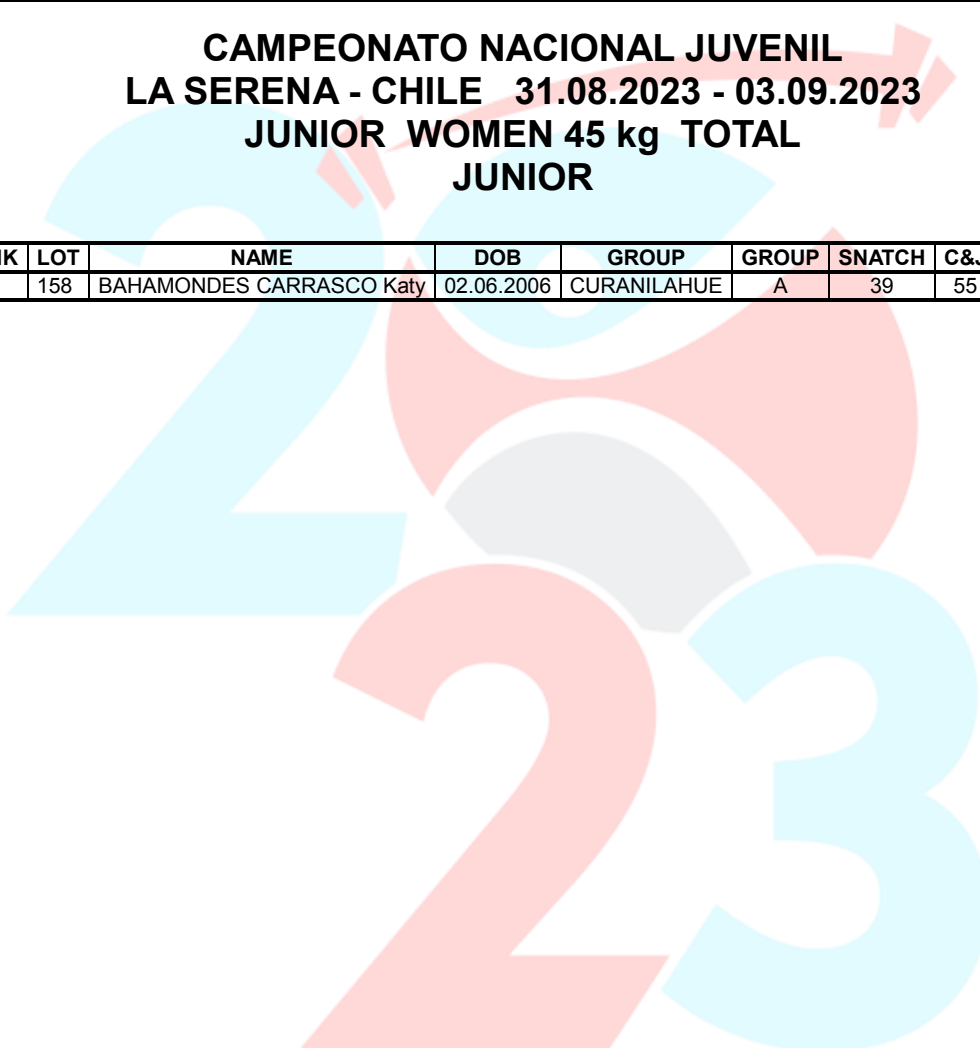 CAMPEONATO NACIONAL JUVENIL
LA SERENA - CHILE 31.08.2023 - 03.09.2023
JUNIOR WOMEN 45 kg TOTAL
JUNIOR
LOT NAME DOB GROUP GROUP SNATCH C&J
158 BAHAMONDES CARRASCO Katy 02.06.2006 CURANILAHUE A 39 55